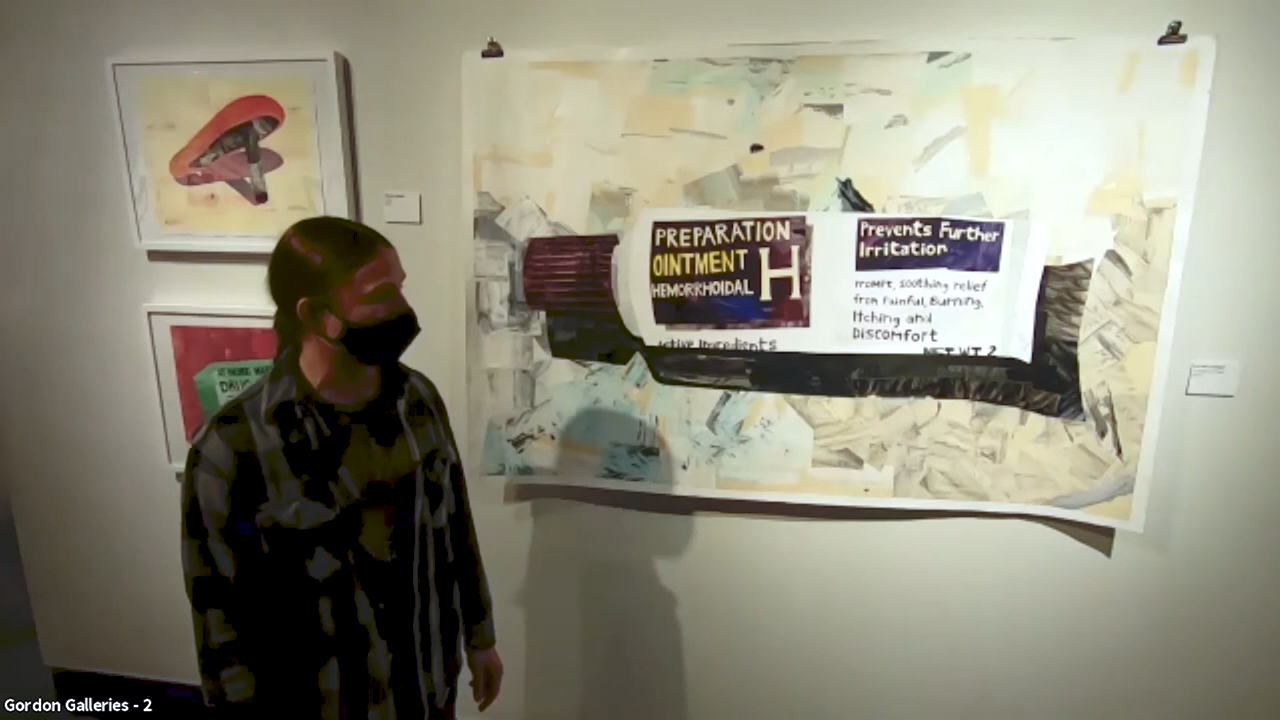 PREPARATION
OINTMENT
HEMORRHOIDAL
H
Active Ingredients
Prevents Further
Irritation
Prompt, Soothing relief
from Painful, Burning,
Itching and
Discomfort
NET WT 2
DRUG
Gordon Galleries - 2